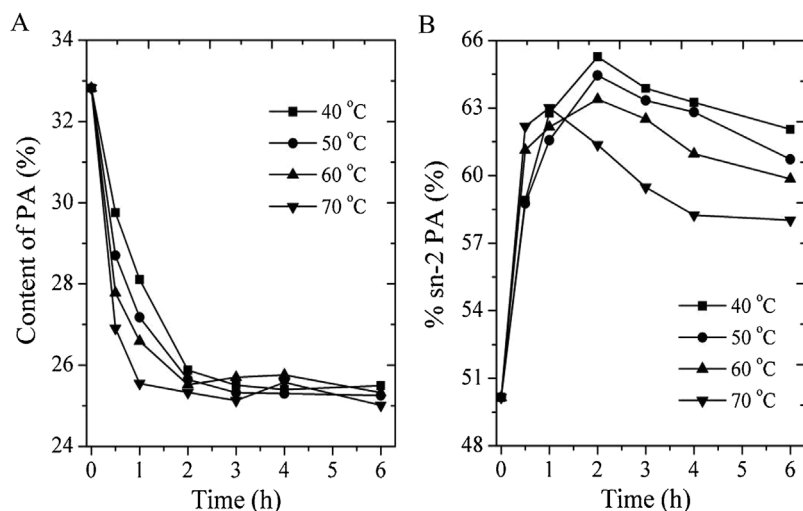 A
Content of PA (%)
34
32
30
28
26
24
40 °C
50 °C
60 °C
70 °C
0 1 2 3 4 5 6
Time (h)
B
% sn-2 PA (%)
66
63
60
57
54
51
48
40 °C
50 °C
60 °C
70 °C
0 1 2 3 4 5 6
Time (h)